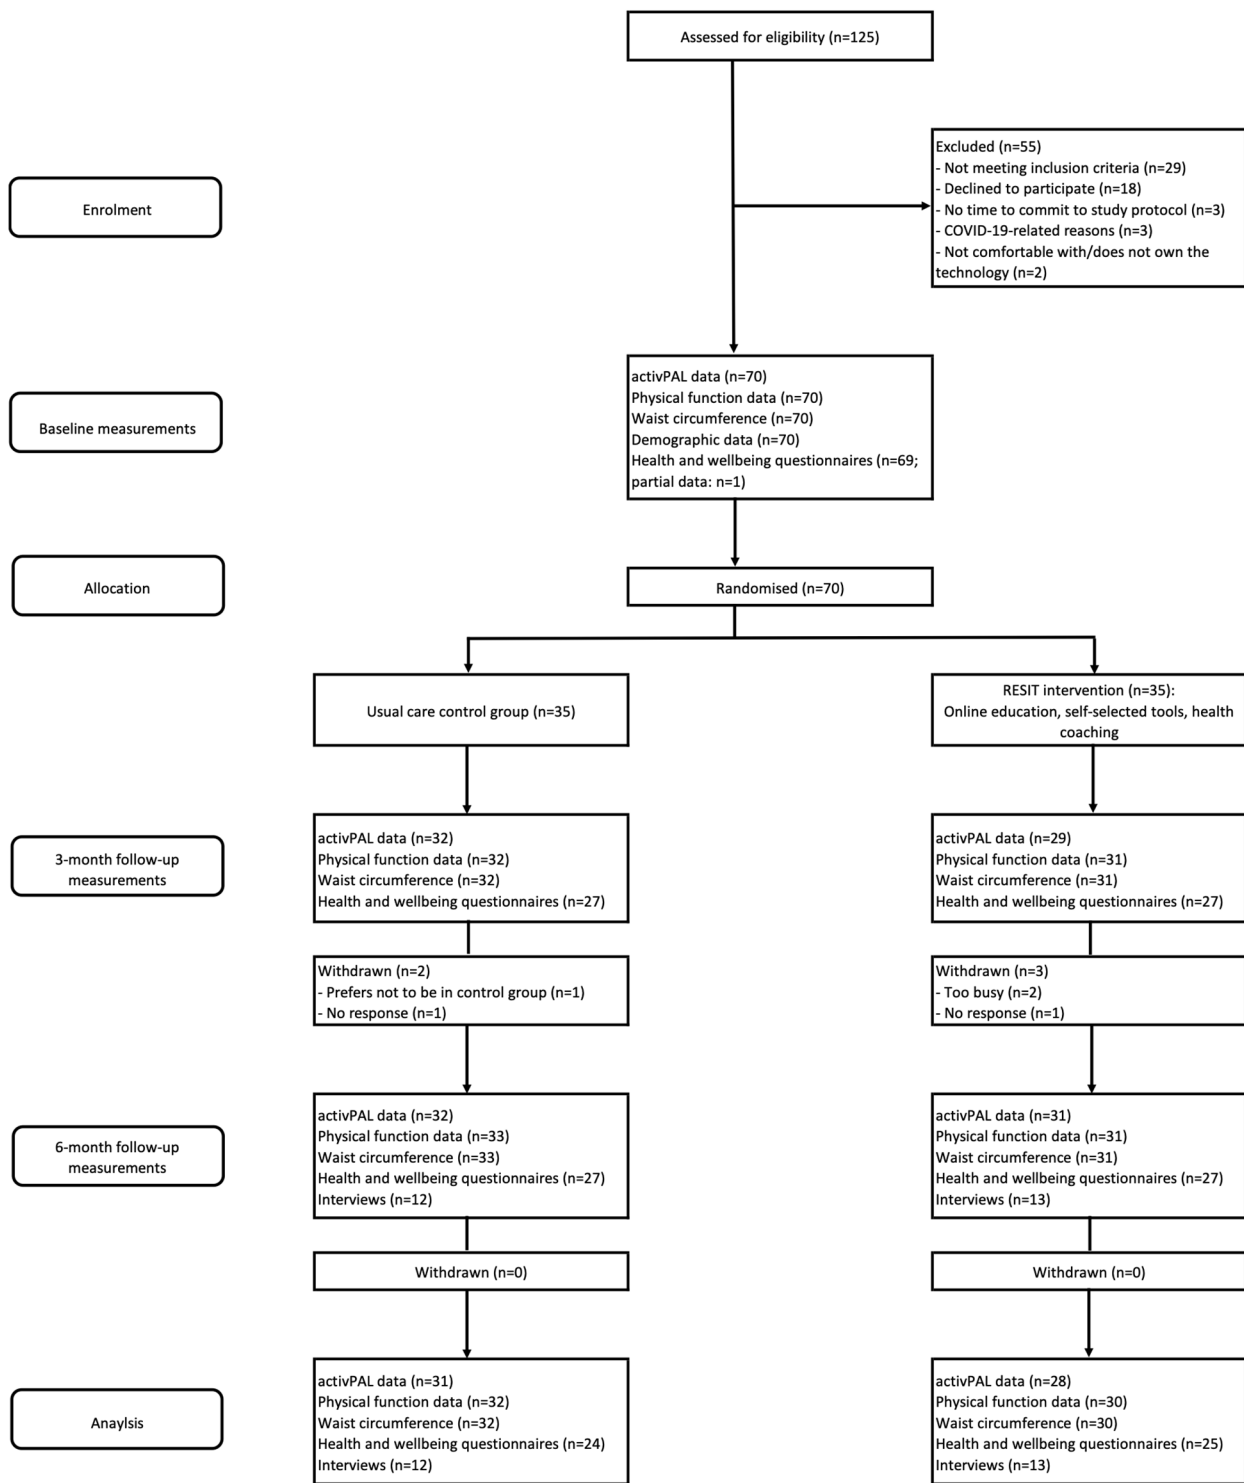 Assessed for eligibility (n=125)
Excluded (n=55)
- Not meeting inclusion criteria (n=29)
- Declined to participate (n=18)
- No time to commit to study protocol (n=3)
- COVID-19-related reasons (n=3)
- Not comfortable with/does not own the
technology (n=2)
Enrolment
activPAL data (n=70)
Physical function data (n=70)
Waist circumference (n=70)
Demographic data (n=70)
Health and wellbeing questionnaires (n=69;
partial data: n=1)
Baseline measurements
Allocation
Randomised (n=70)
Usual care control group (n=35)
RESIT intervention (n=35):
Online education, self-selected tools, health
coaching
3-month follow-up
measurements
activPAL data (n=32)
Physical function data (n=32)
Waist circumference (n=32)
Health and wellbeing questionnaires (n=27)
activPAL data (n=29)
Physical function data (n=31)
Waist circumference (n=31)
Health and wellbeing questionnaires (n=27)
Withdrawn (n=2)
- Prefers not to be in control group (n=1)
- No response (n=1)
Withdrawn (n=3)
- Too busy (n=2)
- No response (n=1)
6-month follow-up
measurements
activPAL data (n=32)
Physical function data (n=33)
Waist circumference (n=33)
Health and wellbeing questionnaires (n=27)
Interviews (n=12)
activPAL data (n=31)
Physical function data (n=31)
Waist circumference (n=31)
Health and wellbeing questionnaires (n=27)
Interviews (n=13)
Withdrawn (n=0)
Withdrawn (n=0)
Anaylsis
activPAL data (n=31)
Physical function data (n=32)
Waist circumference (n=32)
Health and wellbeing questionnaires (n=24)
Interviews (n=12)
activPAL data (n=28)
Physical function data (n=30)
Waist circumference (n=30)
Health and wellbeing questionnaires (n=25)
Interviews (n=13)